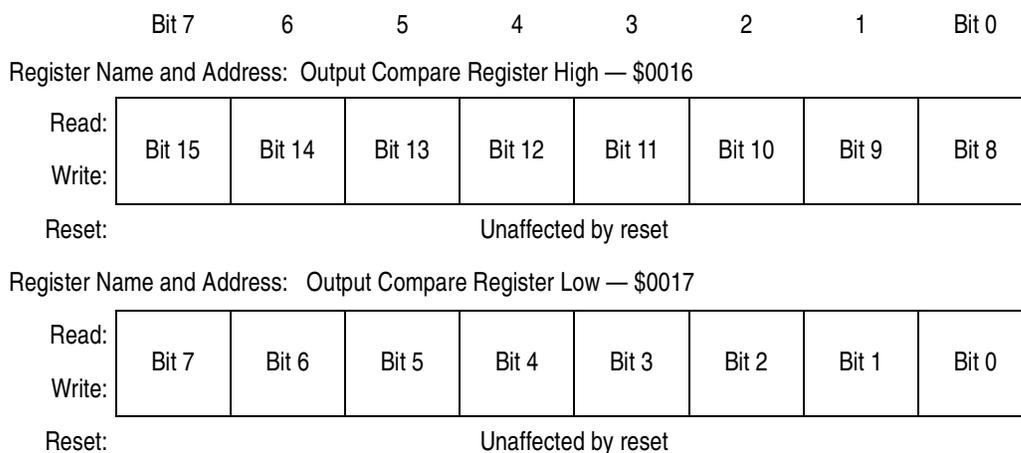 Bit 7 6 5 4 3 2 1 Bit 0
Register Name and Address: Output Compare Register High — $0016
Read:
Bit 15 Bit 14 Bit 13 Bit 12 Bit 11 Bit 10 Bit 9 Bit 8
Write:
Reset: Unaffected by reset
Register Name and Address: Output Compare Register Low — $0017
Read:
Bit 7 Bit 6 Bit 5 Bit 4 Bit 3 Bit 2 Bit 1 Bit 0
Write:
Reset: Unaffected by reset